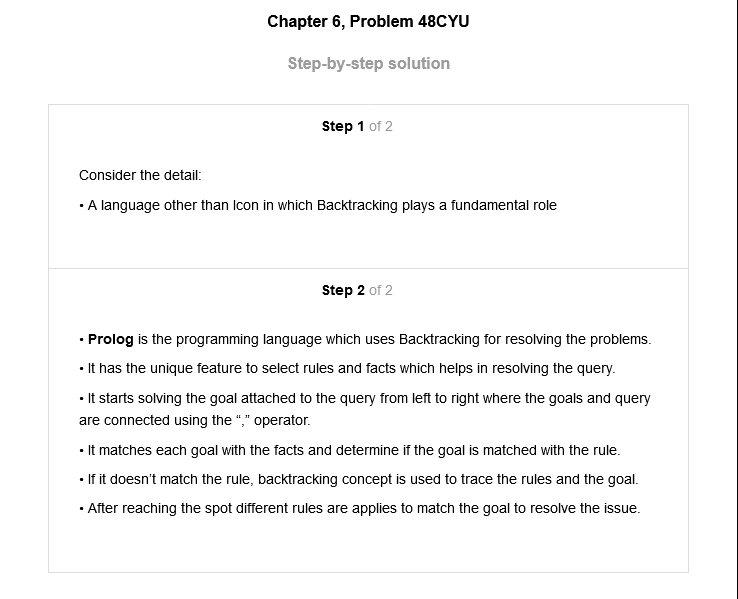 Chapter 6, Problem 48CYU
Step-by-step solution
Step 1 of 2
Consider the detail:
• A language other than Icon in which Backtracking plays a fundamental role
Step 2 of 2
• Prolog is the programming language which uses Backtracking for resolving the problems.
• It has the unique feature to select rules and facts which helps in resolving the query.
• It starts solving the goal attached to the query from left to right where the goals and query
are connected using the “,” operator.
• It matches each goal with the facts and determine if the goal is matched with the rule.
• If it doesn’t match the rule, backtracking concept is used to trace the rules and the goal.
• After reaching the spot different rules are applies to match the goal to resolve the issue.